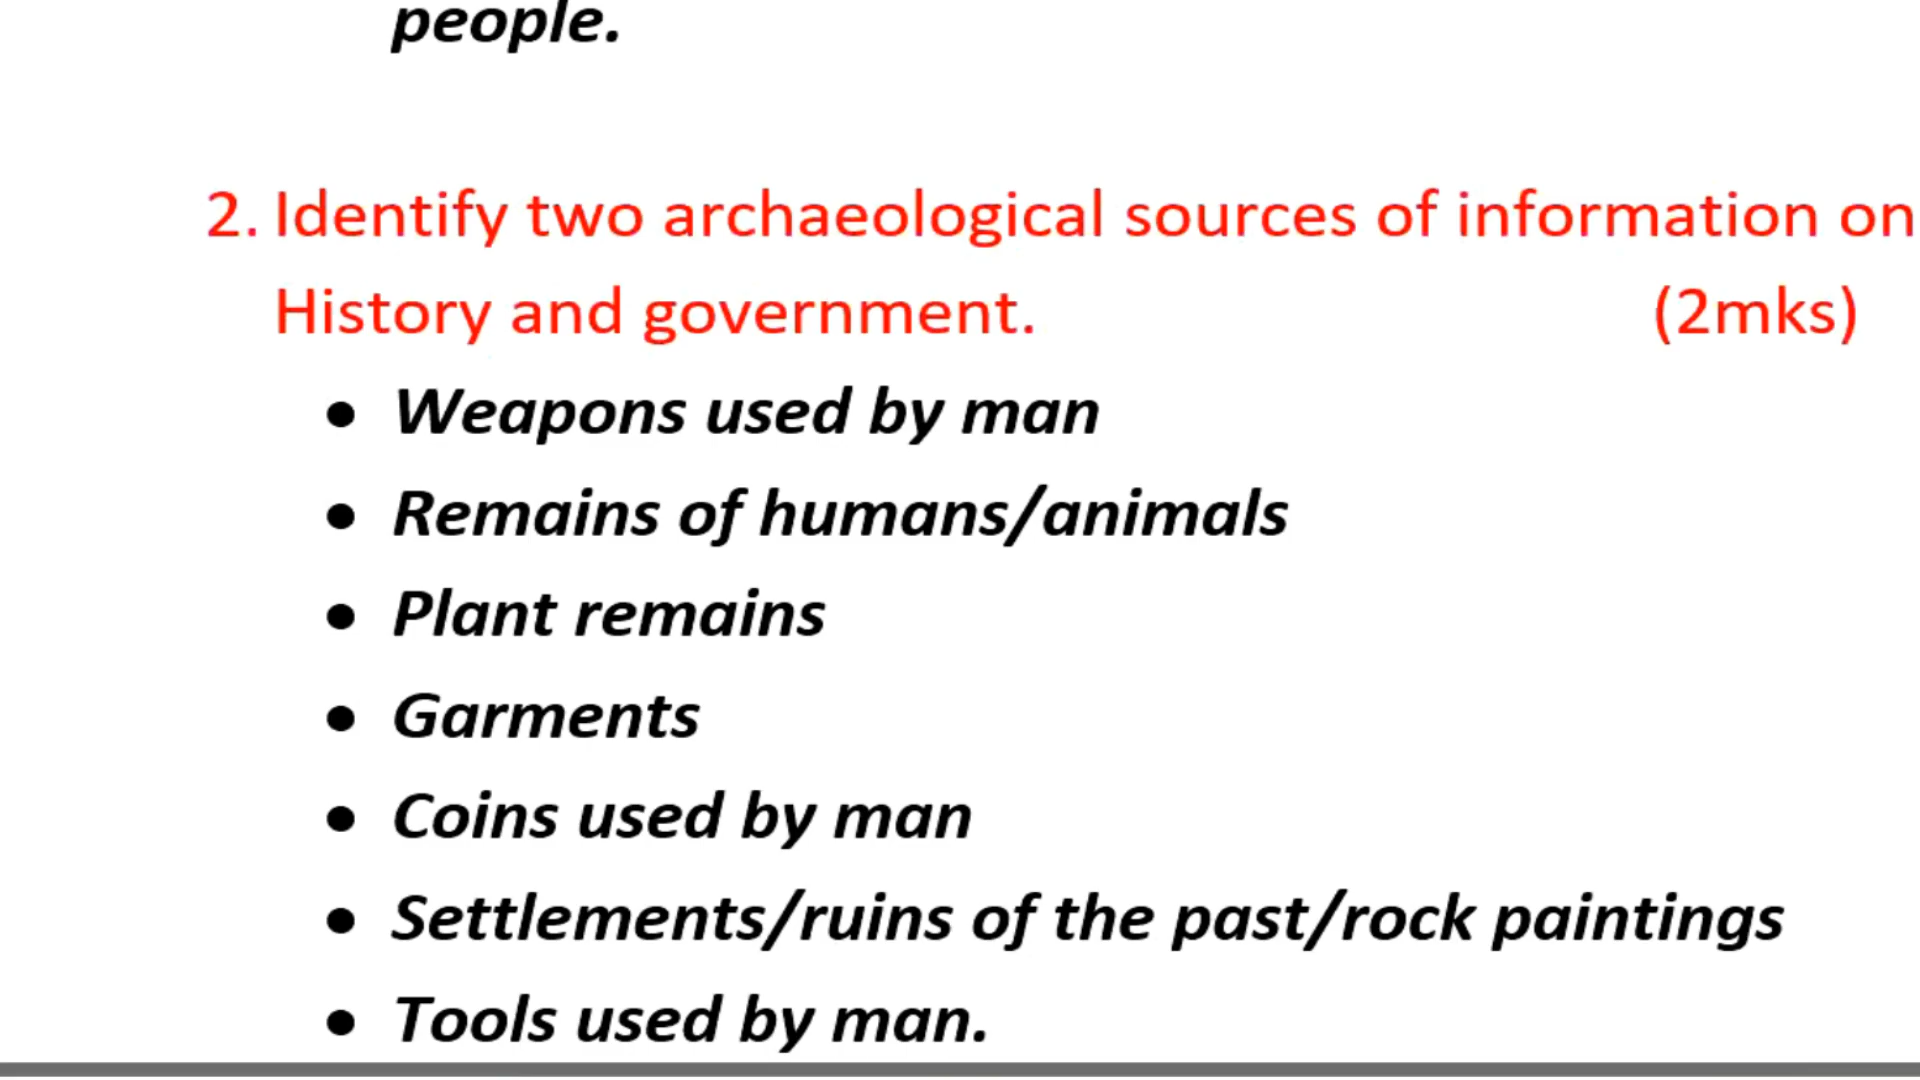 people.
2. Identify two archaeological sources of information on
History and government. (2mks)
• Weapons used by man
• Remains of humans/animals
• Plant remains
• Garments
• Coins used by man
• Settlements/ruins of the past/rock paintings
• Tools used by man.